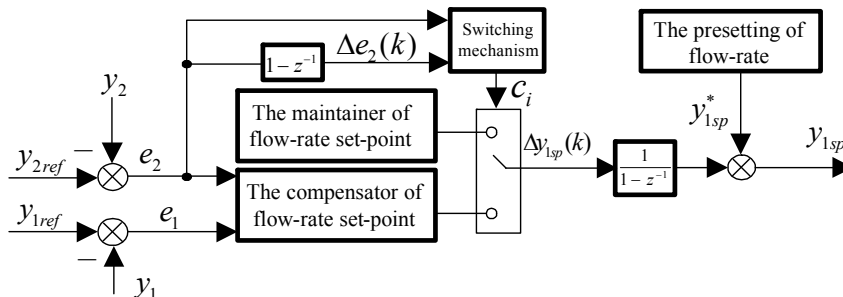 Switching
mechanism
The presetting of
flow-rate
Δe₂(k)
1 − z⁻¹
y₂
cᵢ
The maintainer of
flow-rate set-point
y*₁ₛₚ
y₁ₛₚ
−
y₂ref
e₂
Δy₁ₛₚ(k)
1
1 − z⁻¹
The compensator of
flow-rate set-point
y₁ref
e₁
−
y₁